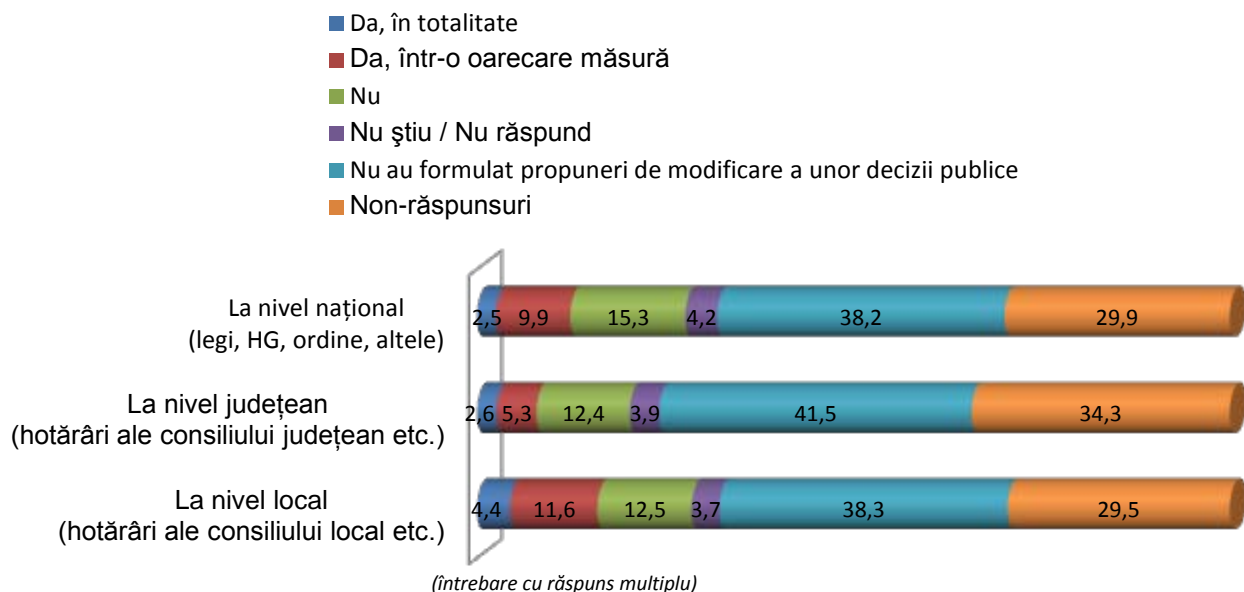 Da, în totalitate
Da, într-o oarecare măsură
Nu
Nu ştiu / Nu răspund
Nu au formulat propuneri de modificare a unor decizii publice
Non-răspunsuri
La nivel național
(legi, HG, ordine, altele)
2,5 9,9 15,3 4,2 38,2 29,9
La nivel județean
(hotărâri ale consiliului județean etc.)
2,6 5,3 12,4 3,9 41,5 34,3
La nivel local
(hotărâri ale consiliului local etc.)
4,4 11,6 12,5 3,7 38,3 29,5
(întrebare cu răspuns multiplu)